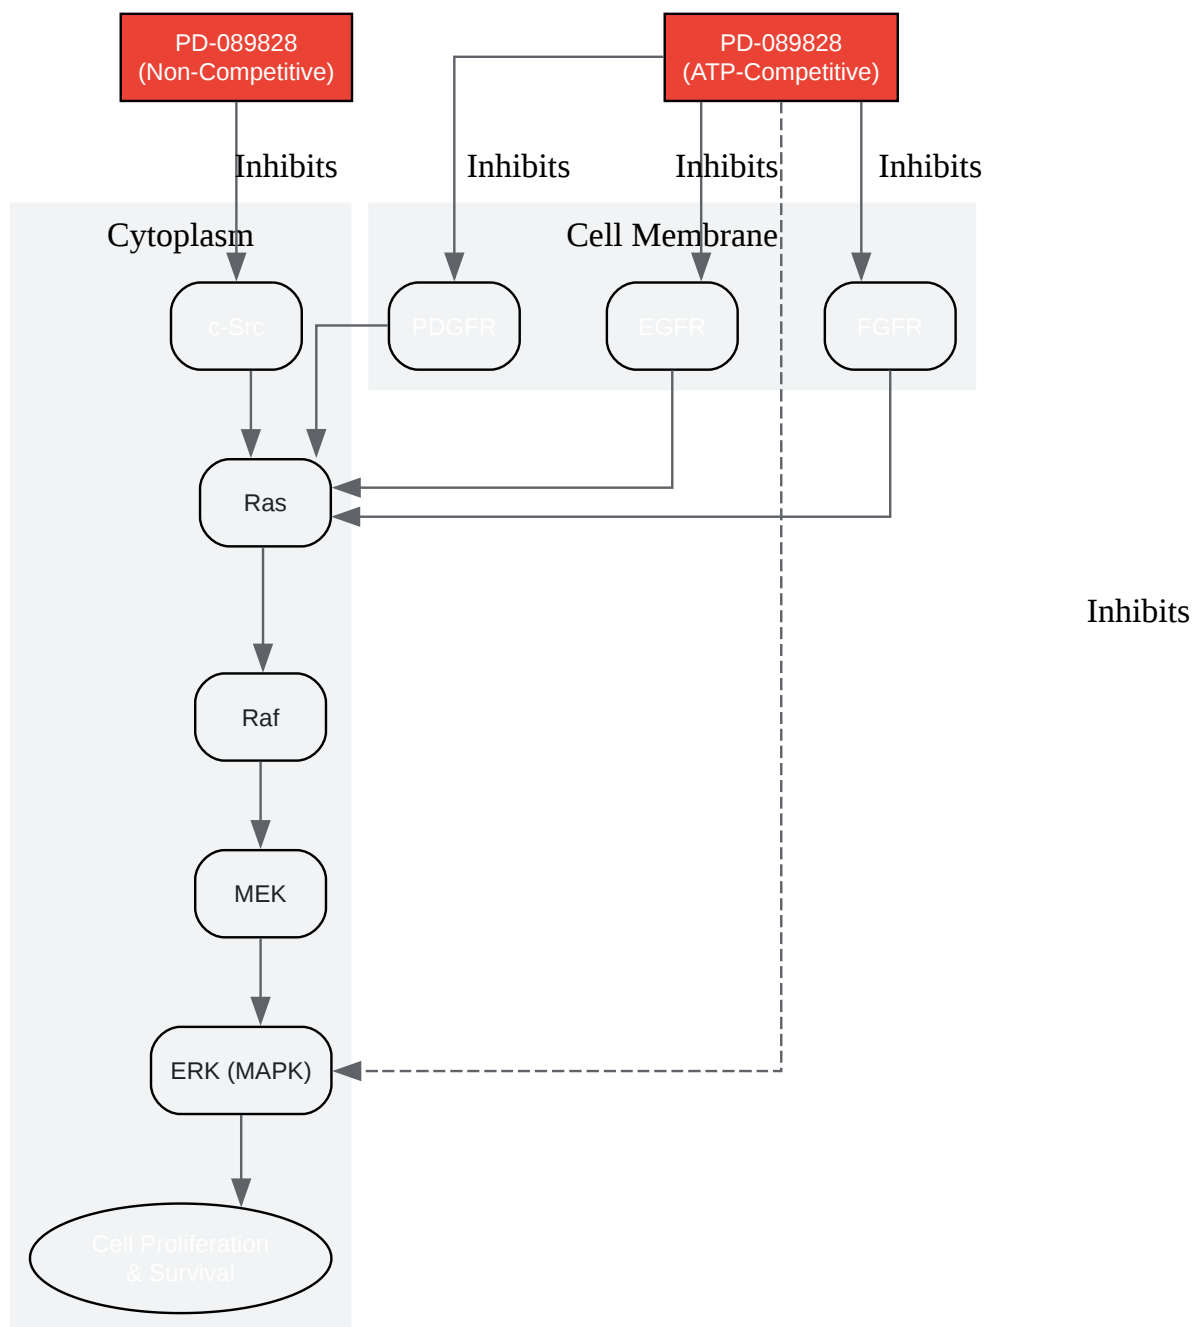 PD-089828
(Non-Competitive)
PD-089828
(ATP-Competitive)
Inhibits
Inhibits
Inhibits
Inhibits
Cytoplasm
Cell Membrane
c-Src
PDGFR
EGFR
FGFR
Ras
Inhibits
Raf
MEK
ERK (MAPK)
Cell Proliferation
& Survival